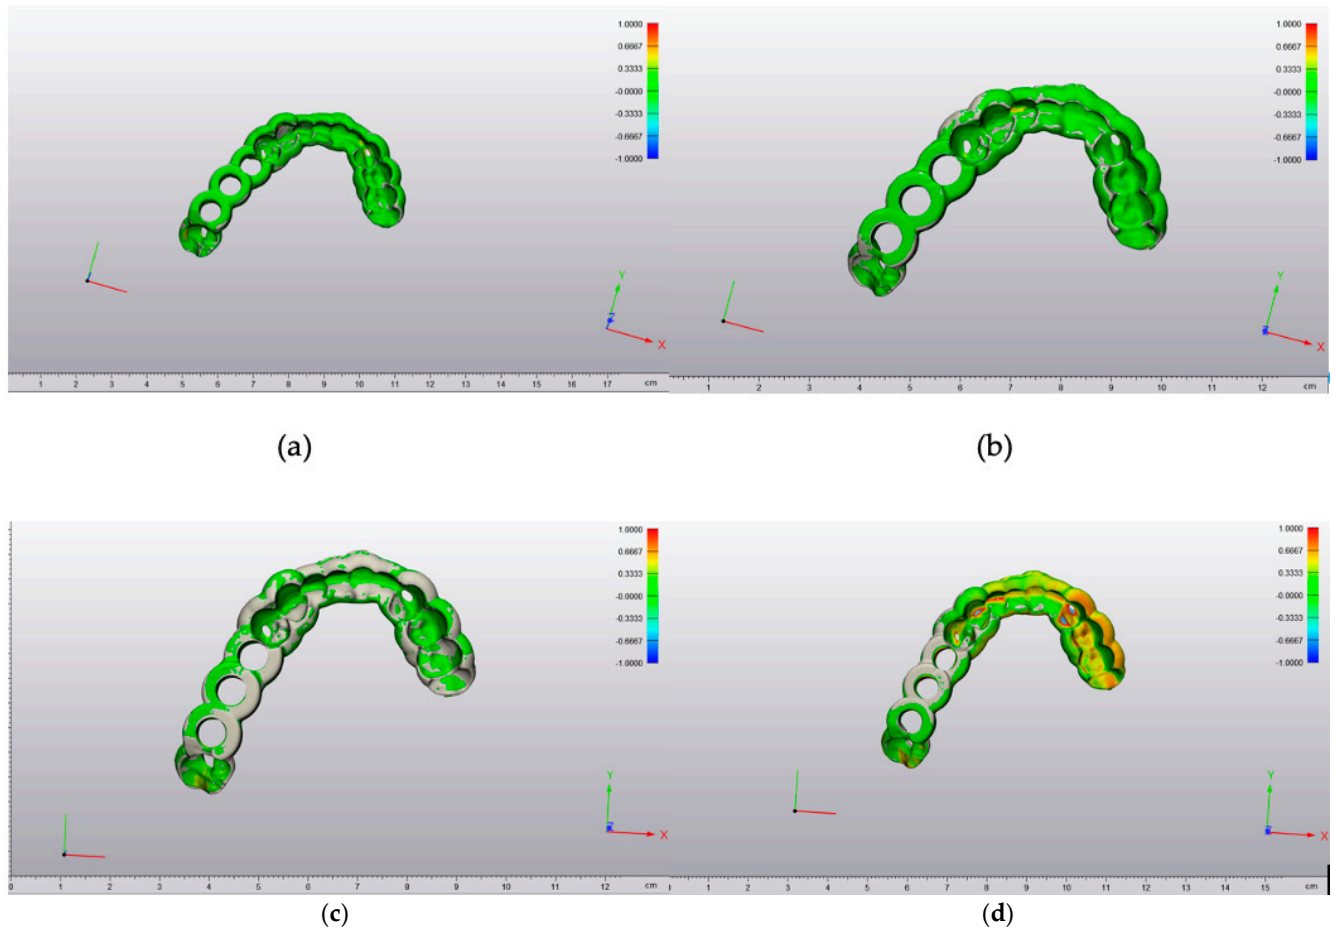 1.0000
0.6667
0.3333
-0.0000
-0.3333
-0.6667
-1.0000
Y
Z
X
1 2 3 4 5 6 7 8 9 10 11 12 13 14 15 16 17 cm
1.0000
0.6667
0.3333
-0.0000
-0.3333
-0.6667
-1.0000
Y
Z
X
1 2 3 4 5 6 7 8 9 10 11 12 cm
(a)
(b)
1.0000
0.6667
0.3333
-0.0000
-0.3333
-0.6667
-1.0000
Y
Z
X
0 1 2 3 4 5 6 7 8 9 10 11 12 cm
1.0000
0.6667
0.3333
-0.0000
-0.3333
-0.6667
-1.0000
Y
Z
X
1 2 3 4 5 6 7 8 9 10 11 12 13 14 15 cm
(c)
(d)